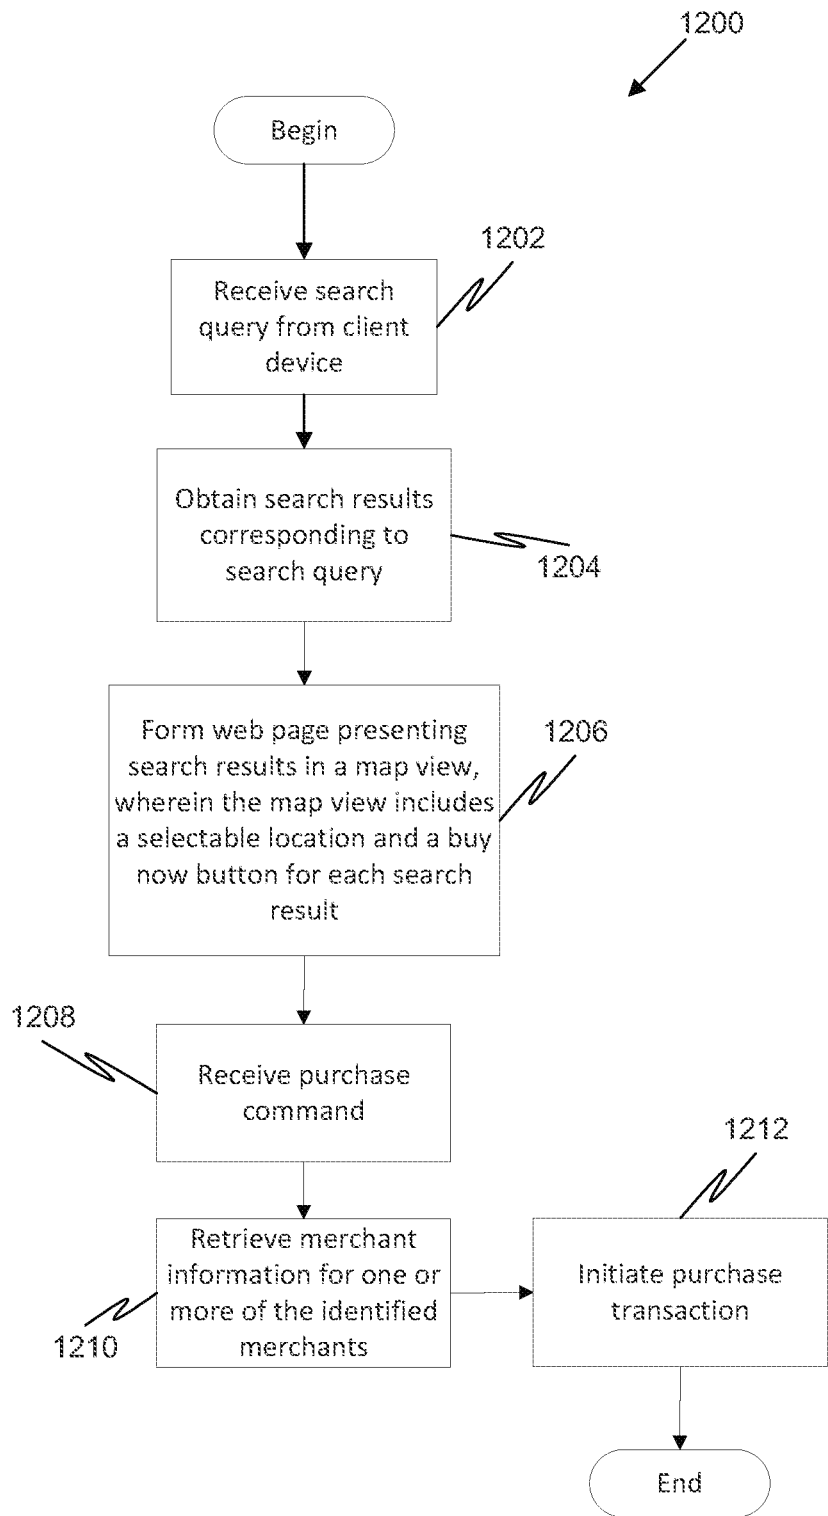 1200
Begin
1202
Receive search
query from client
device
Obtain search results
corresponding to
search query
1204
1206
Form web page presenting
search results in a map view,
wherein the map view includes
a selectable location and a buy
now button for each search
result
1208
Receive purchase
command
1212
Retrieve merchant
information for one or
more of the identified
merchants
1210
Initiate purchase
transaction
End